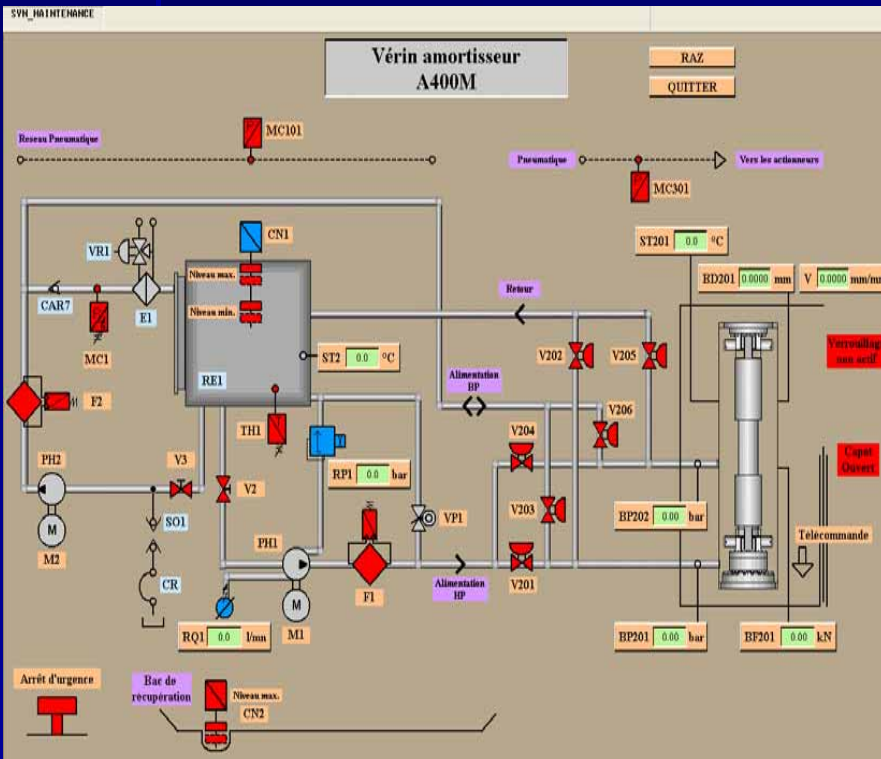 SYN_MAINTENANCE
Vérin amortisseur
A400M
RAZ
QUITTER
Reseau Pneumatique
MC101
Pneumatique
Vers les actionneurs
MC301
VR1
CN1
Niveau max.
Niveau min.
CAR7
E1
MC1
RE1
ST2 0.0 °C
ST201 0.0 °C
BD201 0.0000 mm
V 0.0000 mm/mn
Retour
V202
V205
Verrouillage
non actif
Alimentation
BP
F2
TH1
V206
V204
Capot
Ouvert
PH2
V3
V2
RP1 0.0 bar
SO1
VP1
V203
BP202 0.00 bar
Télécommande
M2
PH1
CR
F1
Alimentation
HP
V201
RQ1 0.0 l/mn
M1
BP201 0.00 bar
BF201 0.00 kN
Arrêt d'urgence
Bac de
récupération
Niveau max.
CN2